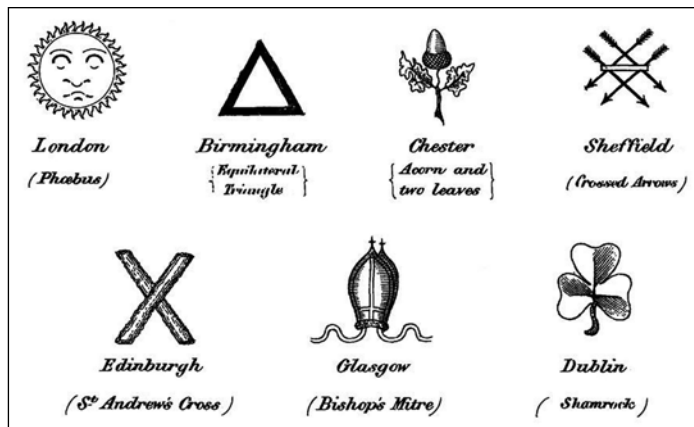 London Birmingham Chester Sheffield
(Phœbus) {Equilateral Triangle} {Acorn and two leaves} (Crossed Arrows)
Edinburgh Glasgow Dublin
(St Andrew's Cross) (Bishop's Mitre) (Shamrock)